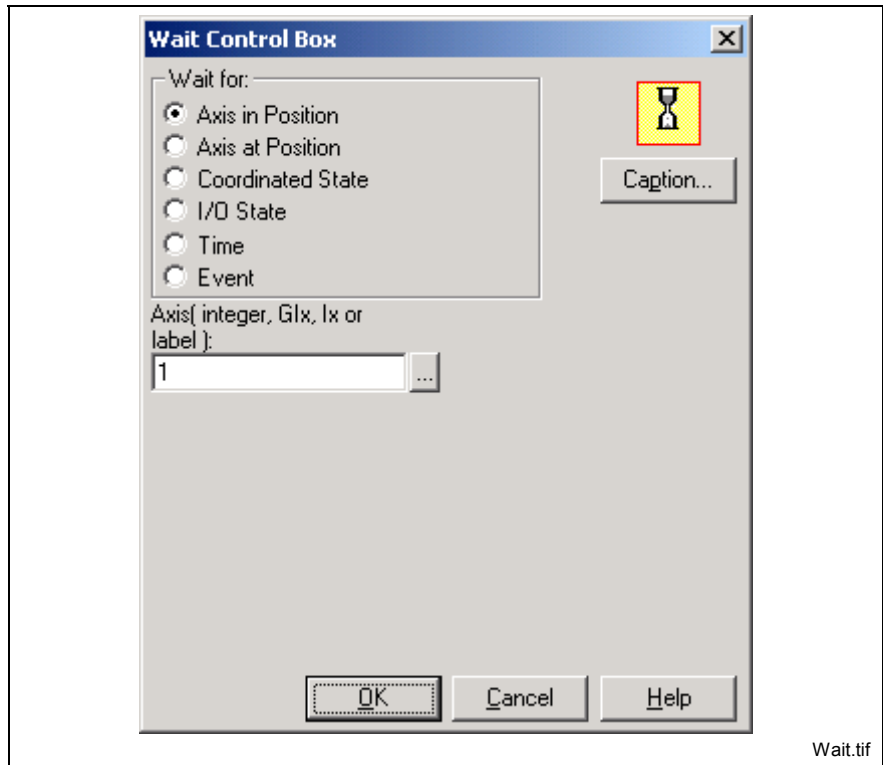 Wait Control Box
Wait for:
Axis in Position
Axis at Position
Coordinated State
I/O State
Time
Event
Caption...
Axis( integer, GIx, Ix or
label ):
1
...
OK
Cancel
Help
Wait.tif